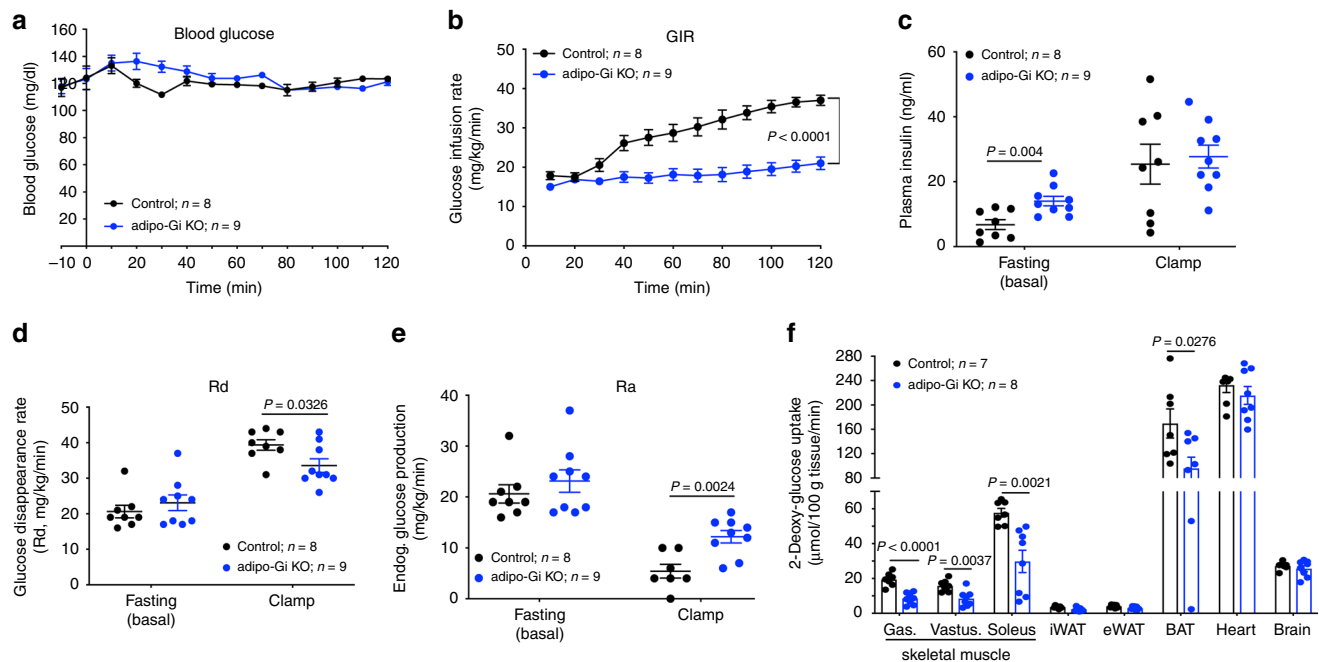 a
Blood glucose
160
140
120
100
80
60
40
20
Blood glucose (mg/dl)
Control; n = 8
adipo-Gi KO; n = 9
–10 0 20 40 60 80 100 120
Time (min)
b
GIR
Control; n = 8
adipo-Gi KO; n = 9
50
40
30
20
10
0
Glucose infusion rate
(mg/kg/min)
P < 0.0001
0 20 40 60 80 100 120
Time (min)
c
Control; n = 8
adipo-Gi KO; n = 9
60
40
20
0
Plasma insulin (ng/ml)
P = 0.004
Fasting
(basal)
Clamp
d
Rd
50
40
30
20
10
0
Glucose disappearance rate
(Rd, mg/kg/min)
P = 0.0326
Control; n = 8
adipo-Gi KO; n = 9
Fasting
(basal)
Clamp
e
Ra
40
30
20
10
0
Endog. glucose production
(mg/kg/min)
P = 0.0024
Control; n = 8
adipo-Gi KO; n = 9
Fasting
(basal)
Clamp
f
Control; n = 7
adipo-Gi KO; n = 8
280
240
200
160
120
80
60
40
20
0
2-Deoxy-glucose uptake
(μmol/100 g tissue/min)
P < 0.0001
P = 0.0037
P = 0.0021
P = 0.0276
Gas. Vastus. Soleus iWAT eWAT BAT Heart Brain
skeletal muscle